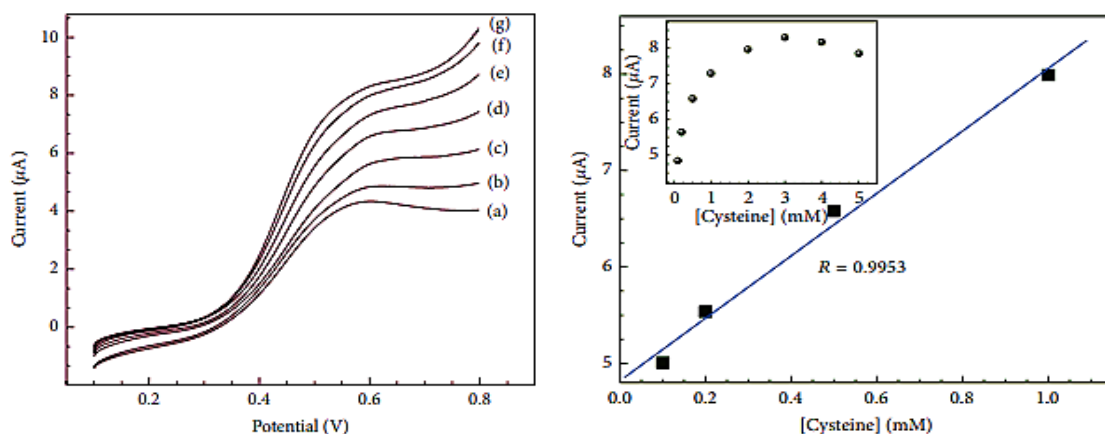 10
8
6
4
2
0
Current (μA)
(g)
(f)
(e)
(d)
(c)
(b)
(a)
0.2
0.4
0.6
0.8
Potential (V)
8
7
6
5
Current (μA)
8
7
6
5
Current (μA)
0
1
2
3
4
5
[Cysteine] (mM)
R = 0.9953
0.0
0.2
0.4
0.6
0.8
1.0
[Cysteine] (mM)